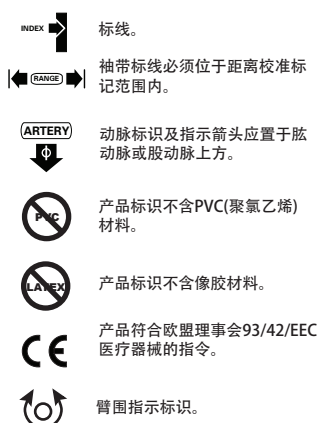 INDEX
标线。
RANGE
袖带标线必须位于距离校准标
记范围内。
ARTERY
Φ
动脉标识及指示箭头应置于肱
动脉或股动脉上方。
PVC
产品标识不含PVC(聚氯乙烯)
材料。
LATEX
产品标识不含像胶材料。
CE
产品符合欧盟理事会93/42/EEC
医疗器械的指令。
臂围指示标识。